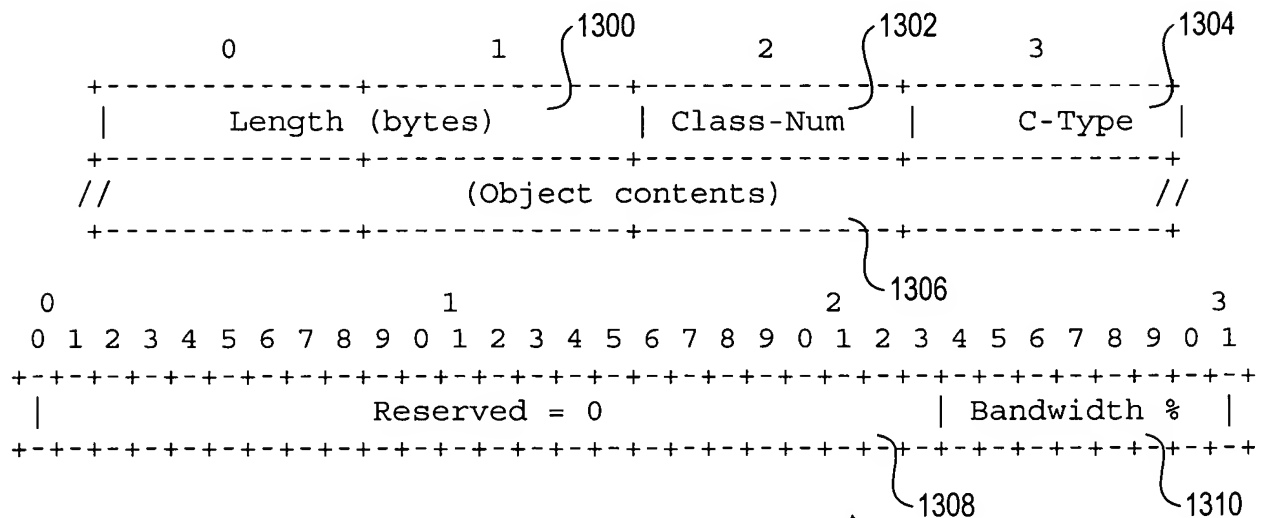 1300 1302 1304
0 1 2 3
+-------------+-------------+-------------+-------------+
| Length (bytes) | Class-Num | C-Type |
+-------------+-------------+-------------+-------------+
// (Object contents) //
+-------------+-------------+-------------+-------------+
1306
0 1 2 3
0 1 2 3 4 5 6 7 8 9 0 1 2 3 4 5 6 7 8 9 0 1 2 3 4 5 6 7 8 9 0 1
+-+-+-+-+-+-+-+-+-+-+-+-+-+-+-+-+-+-+-+-+-+-+-+-+-+-+-+-+-+-+-+-+
| Reserved = 0 | Bandwidth % |
+-+-+-+-+-+-+-+-+-+-+-+-+-+-+-+-+-+-+-+-+-+-+-+-+-+-+-+-+-+-+-+-+
1308 1310